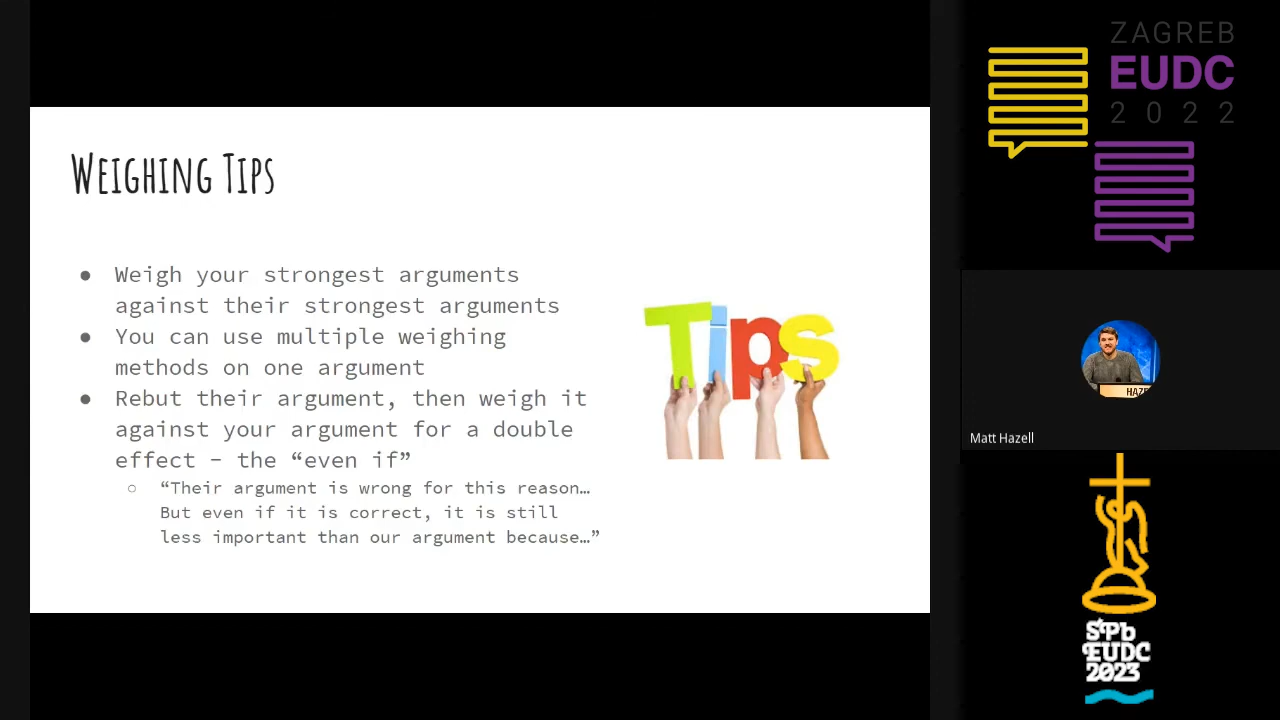 WEIGHING TIPS
● Weigh your strongest arguments
against their strongest arguments
● You can use multiple weighing
methods on one argument
● Rebut their argument, then weigh it
against your argument for a double
effect – the “even if”
○ “Their argument is wrong for this reason…
But even if it is correct, it is still
less important than our argument because…”
Tips
ZAGREB
EUDC
2022
HAZE
Matt Hazell
SPb
EUDC
2023